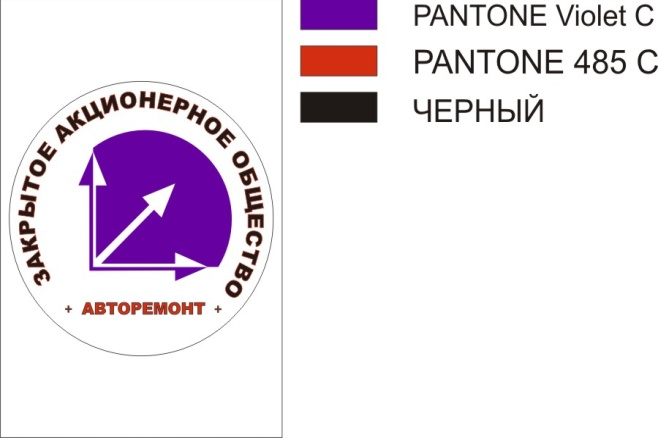 PANTONE Violet C
PANTONE 485 C
ЧЕРНЫЙ
ЗАКРЫТОЕ АКЦИОНЕРНОЕ ОБЩЕСТВО
+ АВТОРЕМОНТ +